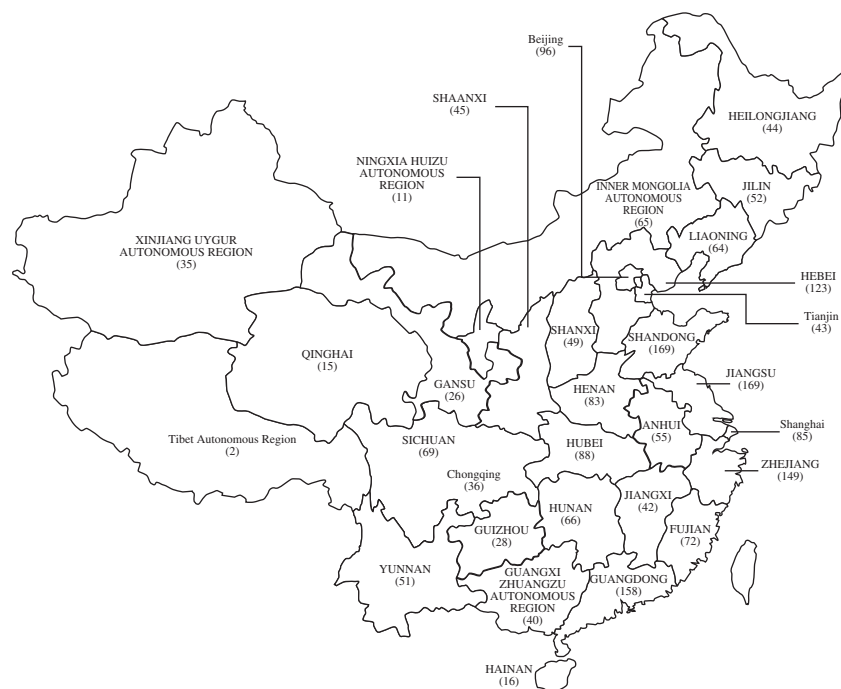 Beijing
(96)
SHAANXI
(45)
HEILONGJIANG
(44)
NINGXIA HUIZU
AUTONOMOUS
REGION
(11)
INNER MONGOLIA
AUTONOMOUS
REGION
(65)
JILIN
(52)
XINJIANG UYGUR
AUTONOMOUS REGION
(35)
LIAONING
(64)
HEBEI
(123)
Tianjin
(43)
SHANXI
(49)
SHANDONG
(169)
QINGHAI
(15)
GANSU
(26)
JIANGSU
(169)
HENAN
(83)
ANHUI
(55)
Shanghai
(85)
Tibet Autonomous Region
(2)
SICHUAN
(69)
HUBEI
(88)
ZHEJIANG
(149)
Chongqing
(36)
JIANGXI
(42)
HUNAN
(66)
GUIZHOU
(28)
FUJIAN
(72)
YUNNAN
(51)
GUANGXI
ZHUANGZU
AUTONOMOUS
REGION
(40)
GUANGDONG
(158)
HAINAN
(16)